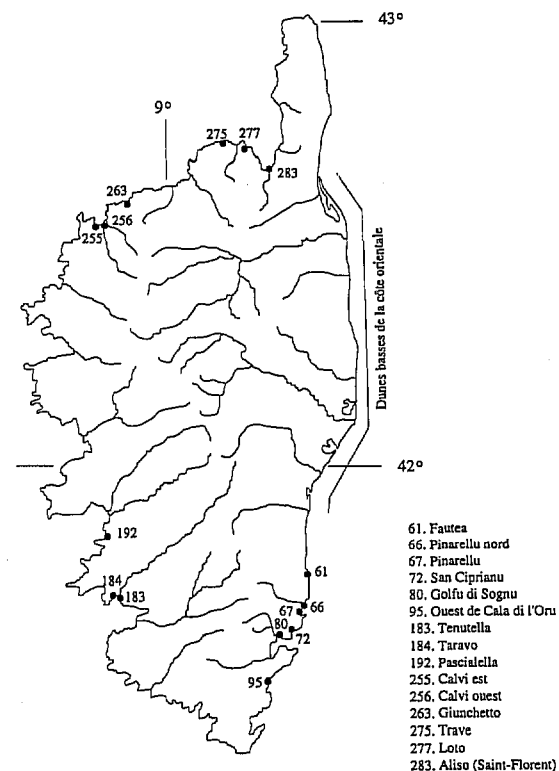 43°
9°
275
277
283
263
256
255
Dunes basses de la côte orientale
42°
192
61
184
183
66
67
80
72
95
61. Fautea
66. Pinarellu nord
67. Pinarellu
72. San Ciprianu
80. Golfu di Sognu
95. Ouest de Cala di l'Oru
183. Tenutella
184. Taravo
192. Pascialella
255. Calvi est
256. Calvi ouest
263. Giunchetto
275. Trave
277. Loto
283. Aliso (Saint-Florent)